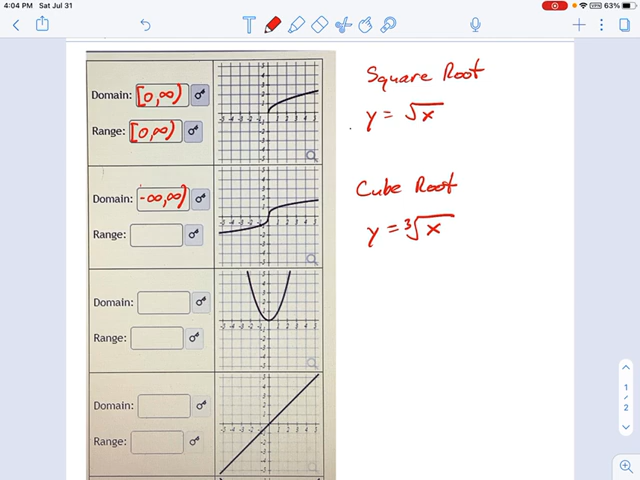 4:04 PM Sat Jul 31
63%
Domain: [0,∞)
Range: [0,∞)
Square Root
y = √x
Domain: -∞,∞)
Range:
Cube Root
y = ³√x
Domain:
Range:
Domain:
Range:
1
/
2